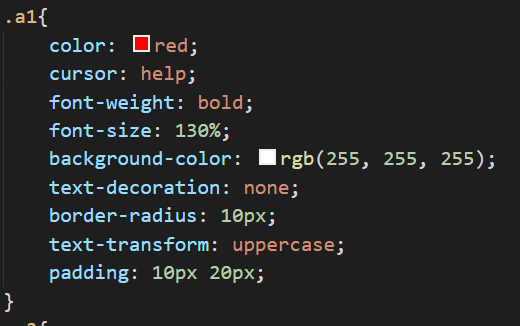 .a1{
color: red;
cursor: help;
font-weight: bold;
font-size: 130%;
background-color: rgb(255, 255, 255);
text-decoration: none;
border-radius: 10px;
text-transform: uppercase;
padding: 10px 20px;
}